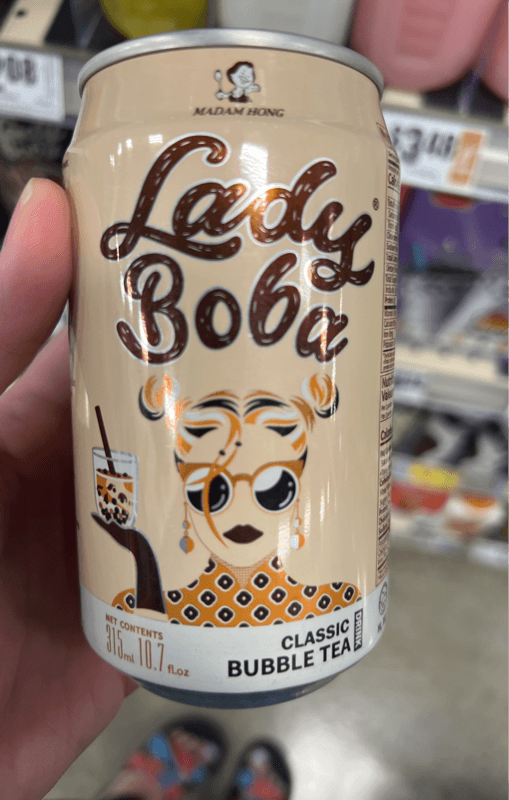 MADAM HONG
Lady
Boba
®
NET CONTENTS
315ml 10.7 fl.oz
CLASSIC
BUBBLE TEA
DRINK